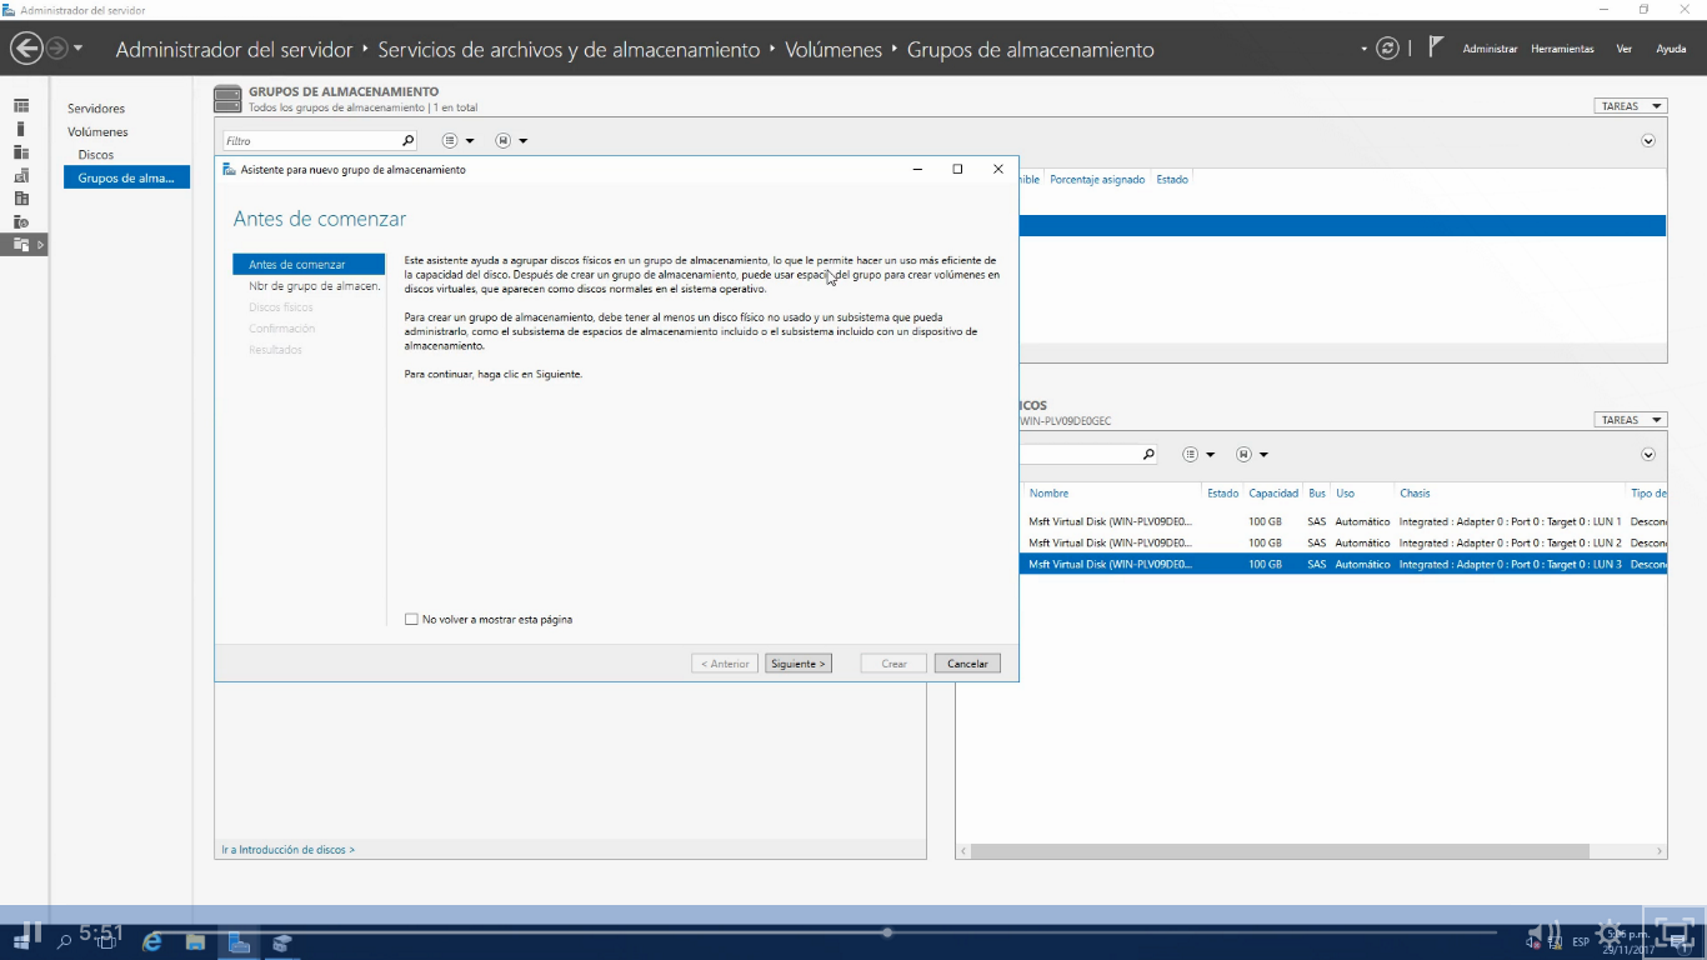 Administrador del servidor
Administrador del servidor • Servicios de archivos y de almacenamiento • Volúmenes • Grupos de almacenamiento
Administrar Herramientas Ver Ayuda
Servidores
Volúmenes
Discos
Grupos de alma...
GRUPOS DE ALMACENAMIENTO
Todos los grupos de almacenamiento | 1 en total
TAREAS
Filtro
Asistente para nuevo grupo de almacenamiento
nible Porcentaje asignado Estado
Antes de comenzar
Antes de comenzar
Nbr de grupo de almacen.
Discos físicos
Confirmación
Resultados
Este asistente ayuda a agrupar discos físicos en un grupo de almacenamiento, lo que le permite hacer un uso más eficiente de
la capacidad del disco. Después de crear un grupo de almacenamiento, puede usar espacio del grupo para crear volúmenes en
discos virtuales, que aparecen como discos normales en el sistema operativo.
Para crear un grupo de almacenamiento, debe tener al menos un disco físico no usado y un subsistema que pueda
administrarlo, como el subsistema de espacios de almacenamiento incluido o el subsistema incluido con un dispositivo de
almacenamiento.
Para continuar, haga clic en Siguiente.
No volver a mostrar esta página
< Anterior Siguiente > Crear Cancelar
ICOS
WIN-PLV09DE0GEC
TAREAS
Nombre Estado Capacidad Bus Uso Chasis Tipo de
Msft Virtual Disk (WIN-PLV09DE0... 100 GB SAS Automático Integrated : Adapter 0 : Port 0 : Target 0 : LUN 1 Descon
Msft Virtual Disk (WIN-PLV09DE0... 100 GB SAS Automático Integrated : Adapter 0 : Port 0 : Target 0 : LUN 2 Descon
Msft Virtual Disk (WIN-PLV09DE0... 100 GB SAS Automático Integrated : Adapter 0 : Port 0 : Target 0 : LUN 3 Descon
Ir a Introducción de discos >
5:51
ESP
p.m.
29/11/2017